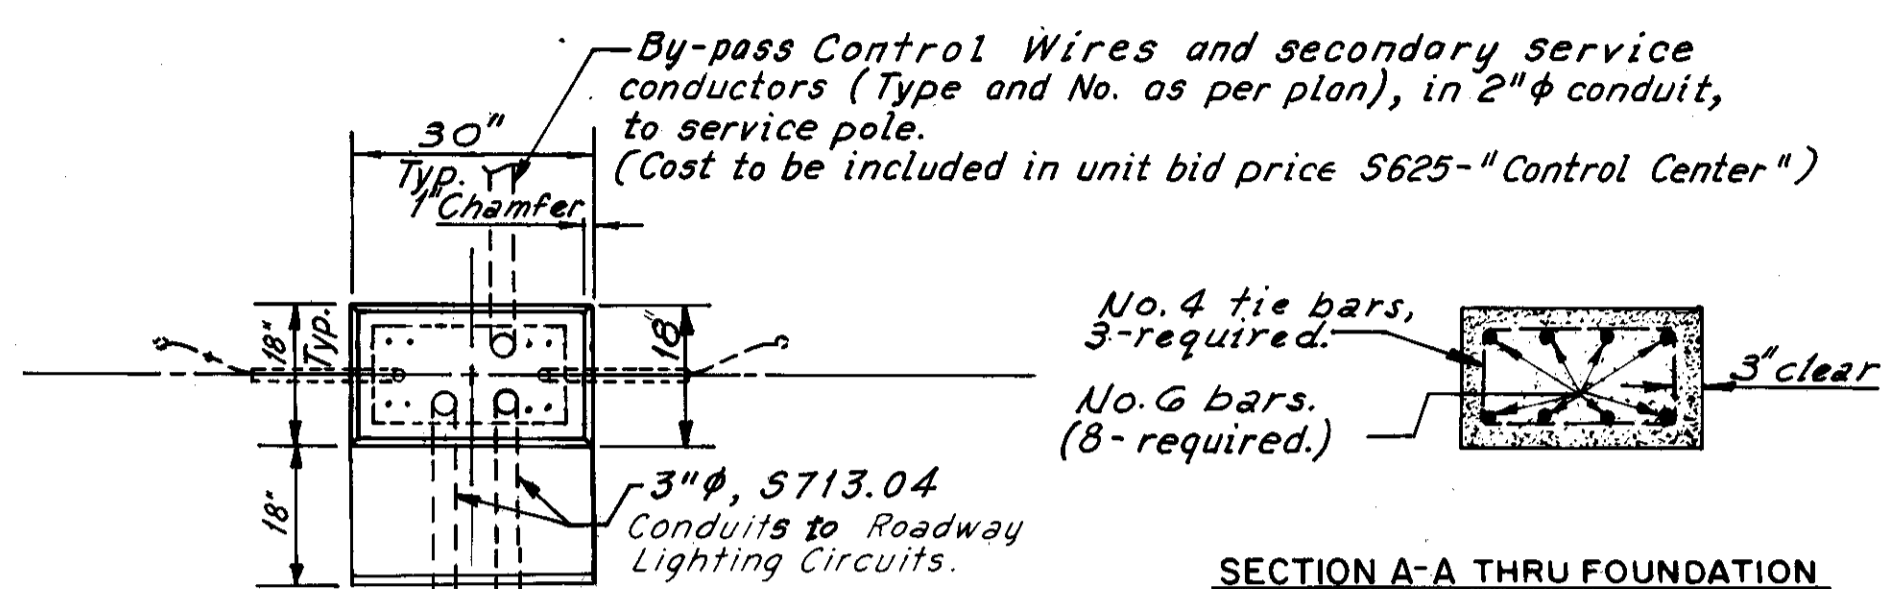 By-pass Control Wires and secondary service
conductors (Type and No. as per plan), in 2"ϕ conduit,
to service pole.
(Cost to be included in unit bid price S625-"Control Center")
30"
Typ.
1"Chamfer
18"
Typ.
18"
18"
3"ϕ, S713.04
Conduits to Roadway
Lighting Circuits.
No. 4 tie bars,
3-required.
No. 6 bars.
(8-required.)
3"clear
SECTION A-A THRU FOUNDATION